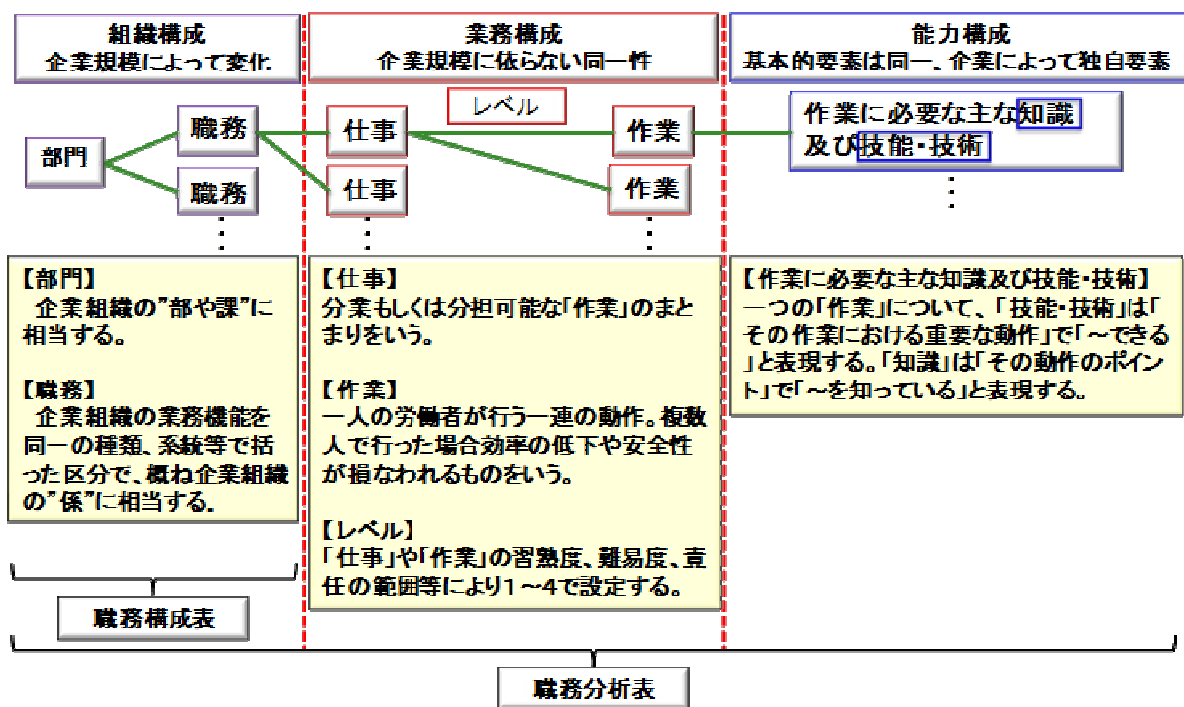 組織構成
企業規模によって変化
業務構成
企業規模に依らない同一性
能力構成
基本的要素は同一、企業によって独自要素
レベル
部門
職務
職務
仕事
仕事
作業
作業
作業に必要な主な知識
及び技能・技術
【部門】
企業組織の”部や課”に
相当する。
【職務】
企業組織の業務機能を
同一の種類、系統等で括
った区分で、概ね企業組織
の”係”に相当する.
【仕事】
分業もしくは分担可能な「作業」のまと
まりをいう。
【作業】
一人の労働者が行う一連の動作。複数
人で行った場合効率の低下や安全性
が損なわれるものをいう。
【レベル】
「仕事」や「作業」の習熟度、難易度、責
任の範囲等により1～4で設定する。
【作業に必要な主な知識及び技能・技術】
一つの「作業」について、「技能・技術」は「
その作業における重要な動作」で「～できる
」と表現する。「知識」は「その動作のポイン
ト」で「～を知っている」と表現する。
職務構成表
職務分析表